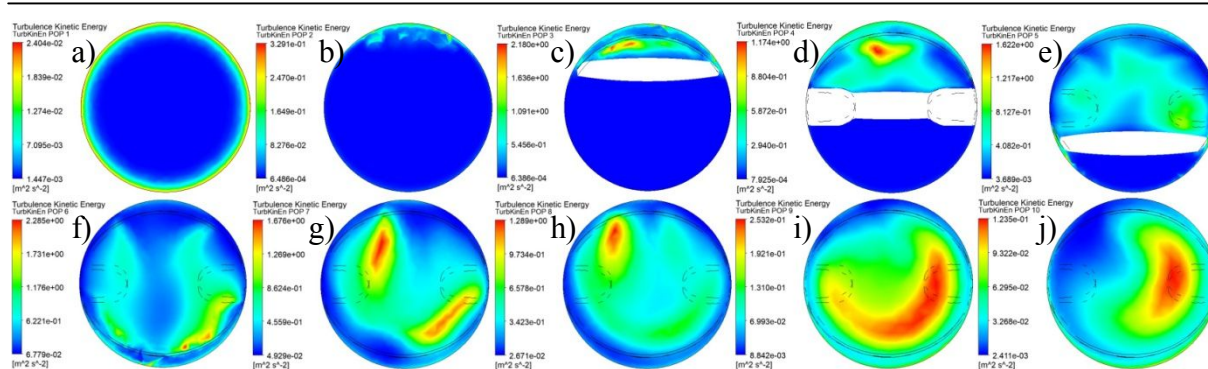 Turbulence Kinetic Energy
TurbKinEn POP 1
2.404e-02
1.839e-02
1.274e-02
7.095e-03
1.447e-03
[m^2 s^-2]
a)
Turbulence Kinetic Energy
TurbKinEn POP 2
3.291e-01
2.470e-01
1.649e-01
8.276e-02
6.486e-04
[m^2 s^-2]
b)
Turbulence Kinetic Energy
TurbKinEn POP 3
2.180e+00
1.636e+00
1.091e+00
5.456e-01
6.386e-04
[m^2 s^-2]
c)
Turbulence Kinetic Energy
TurbKinEn POP 4
1.174e+00
8.804e-01
5.872e-01
2.940e-01
7.925e-04
[m^2 s^-2]
d)
Turbulence Kinetic Energy
TurbKinEn POP 5
1.622e+00
1.217e+00
8.127e-01
4.082e-01
3.689e-03
[m^2 s^-2]
e)
Turbulence Kinetic Energy
TurbKinEn POP 6
2.285e+00
1.731e+00
1.176e+00
6.221e-01
6.779e-02
[m^2 s^-2]
f)
Turbulence Kinetic Energy
TurbKinEn POP 7
1.676e+00
1.269e+00
8.624e-01
4.559e-01
4.929e-02
[m^2 s^-2]
g)
Turbulence Kinetic Energy
TurbKinEn POP 8
1.289e+00
9.734e-01
6.578e-01
3.423e-01
2.671e-02
[m^2 s^-2]
h)
Turbulence Kinetic Energy
TurbKinEn POP 9
2.532e-01
1.921e-01
1.310e-01
6.993e-02
8.842e-03
[m^2 s^-2]
i)
Turbulence Kinetic Energy
TurbKinEn POP 10
1.235e-01
9.322e-02
6.295e-02
3.268e-02
2.411e-03
[m^2 s^-2]
j)